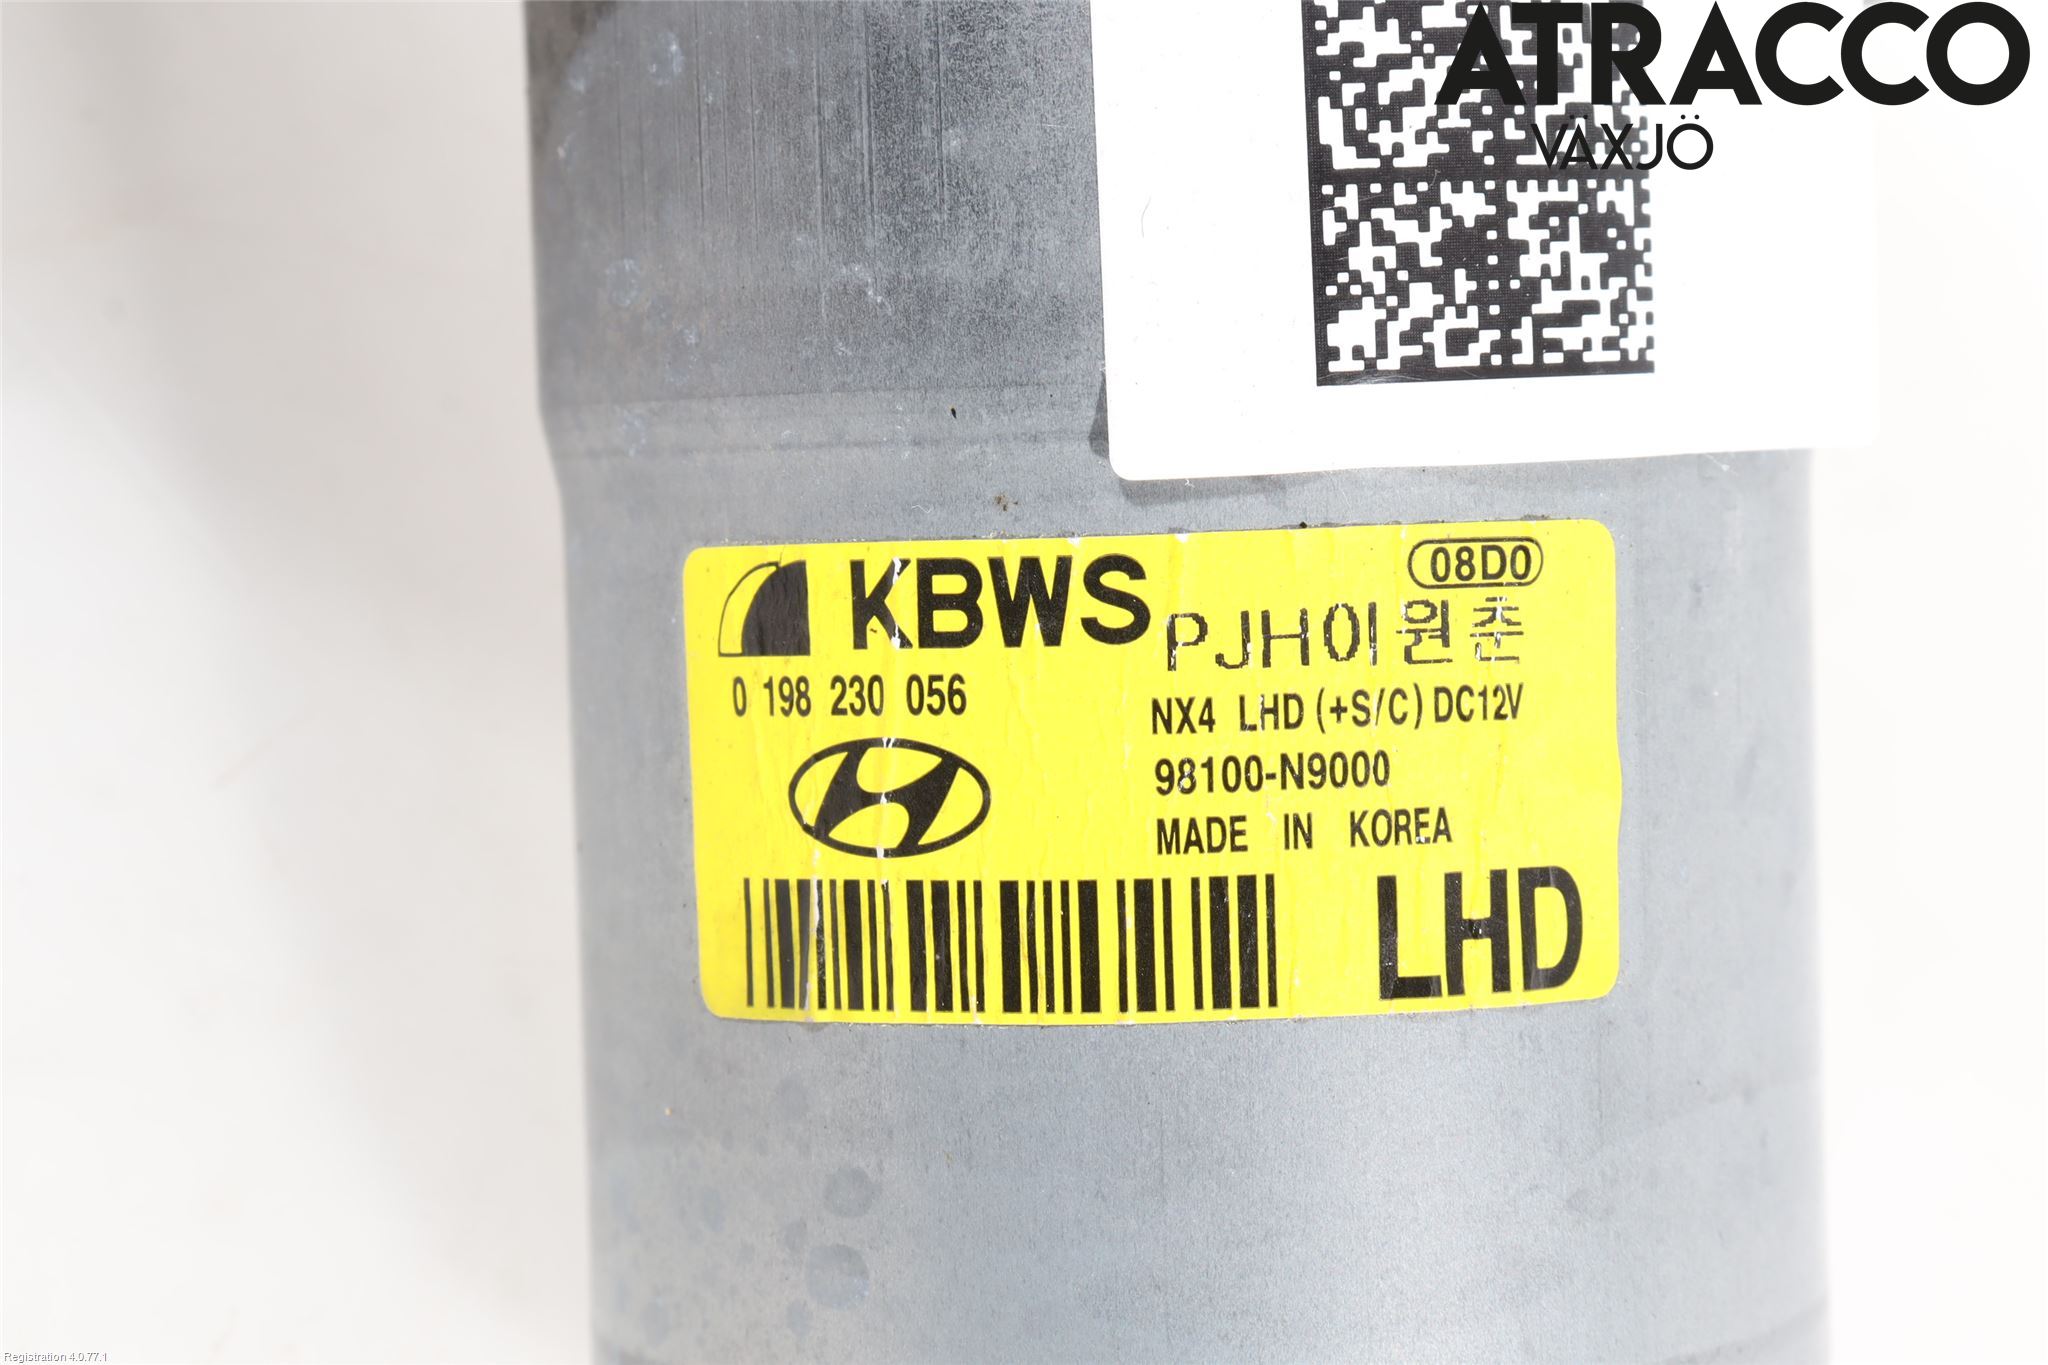 ATRACCO
VÄXJÖ
KBWS
08D0
PJH이원춘
0 198 230 056
NX4 LHD (+S/C) DC12V
98100-N9000
MADE IN KOREA
LHD
Registration 4.0.77.1